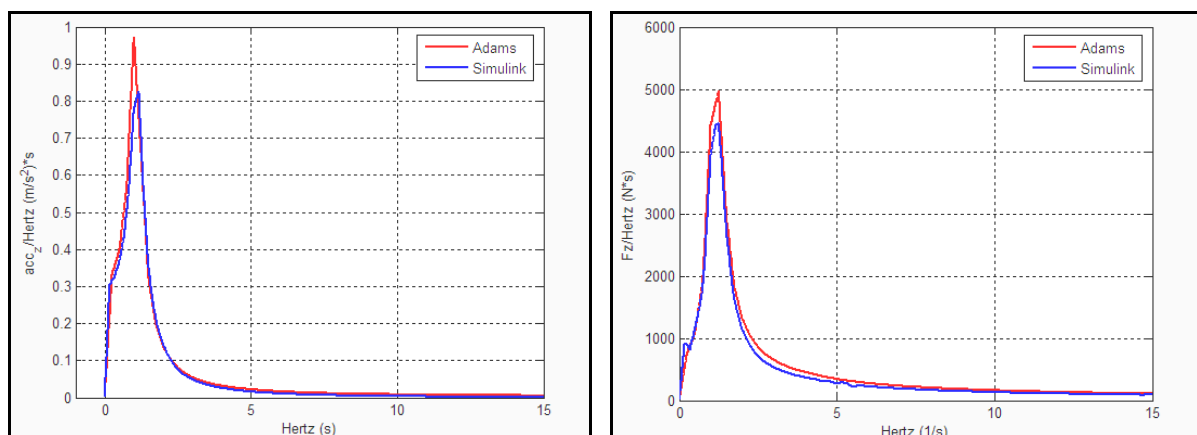 1
0.9
0.8
0.7
0.6
0.5
0.4
0.3
0.2
0.1
0
acc_z/Hertz (m/s²)*s
0 5 10 15
Hertz (s)
Adams
Simulink
6000
5000
4000
3000
2000
1000
0
Fz/Hertz (N*s)
0 5 10 15
Hertz (1/s)
Adams
Simulink